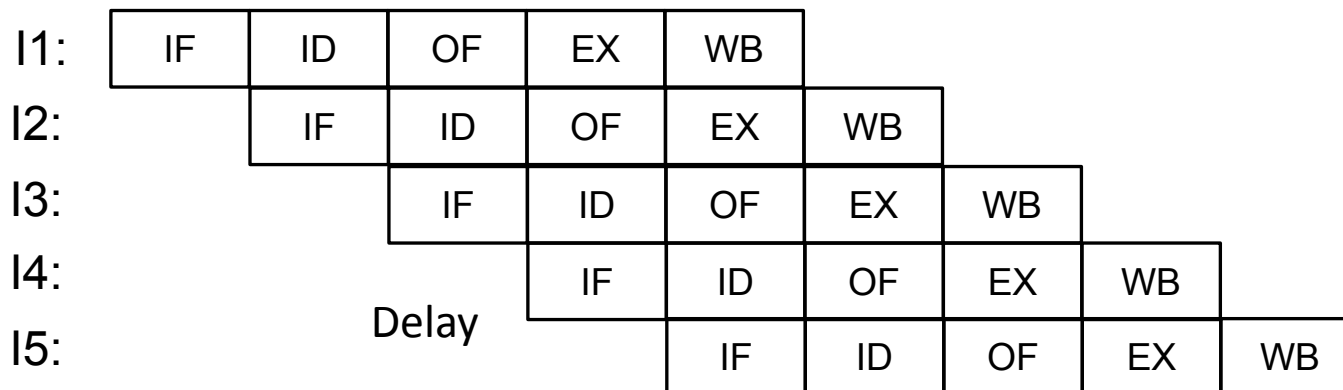 I1: IF ID OF EX WB
I2: IF ID OF EX WB
I3: IF ID OF EX WB
I4: IF ID OF EX WB
Delay
I5: IF ID OF EX WB